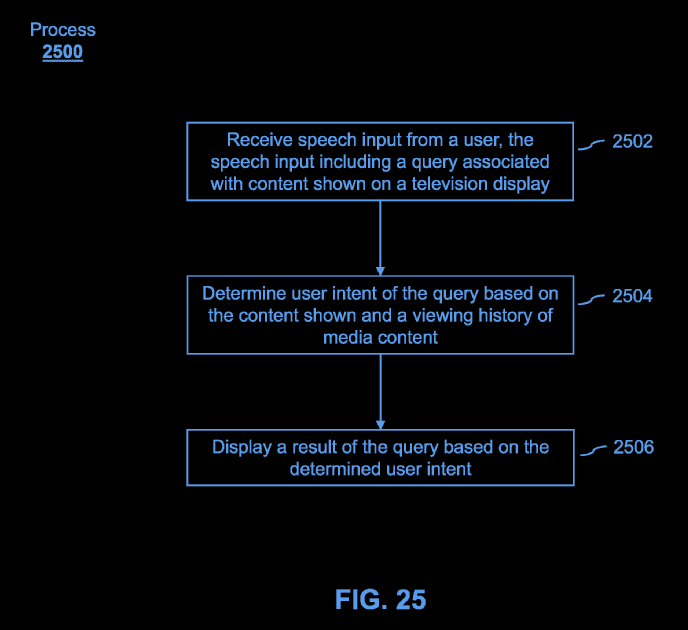 Process
2500
Receive speech input from a user, the
speech input including a query associated
with content shown on a television display
2502
Determine user intent of the query based on
the content shown and a viewing history of
media content
2504
Display a result of the query based on the
determined user intent
2506
FIG. 25